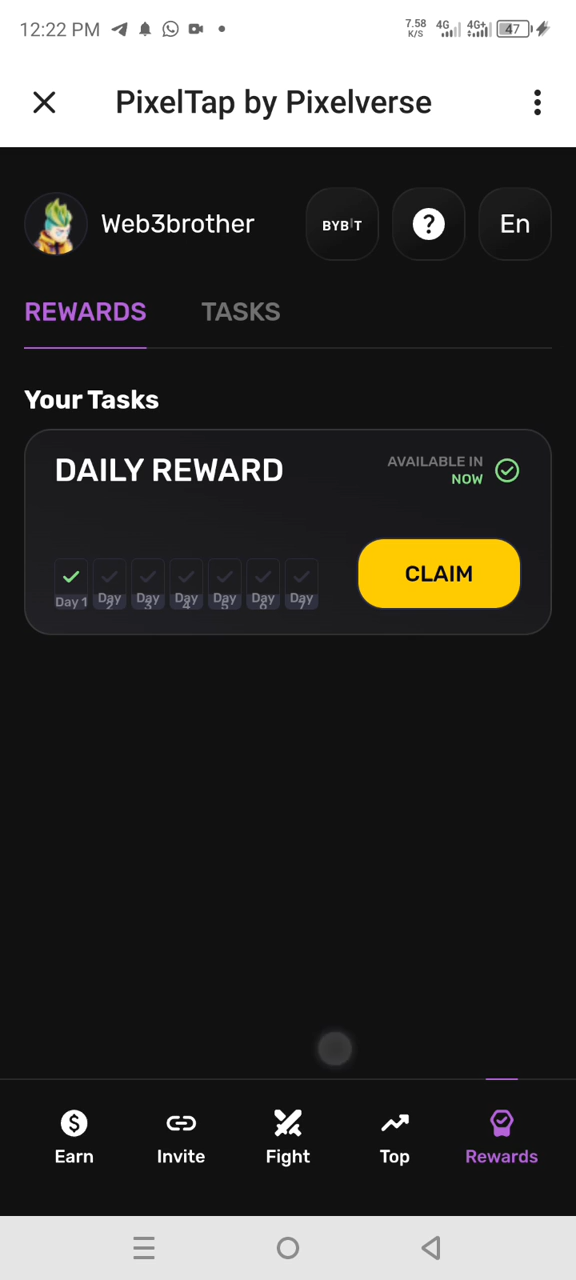 12:22 PM
7.58 K/S 4G 4G+ 47
PixelTap by Pixelverse
Web3brother
BYBIT
?
En
REWARDS TASKS
Your Tasks
DAILY REWARD
AVAILABLE IN
NOW
CLAIM
Day 1 Day 2 Day 3 Day 4 Day 5 Day 6 Day 7
Earn Invite Fight Top Rewards